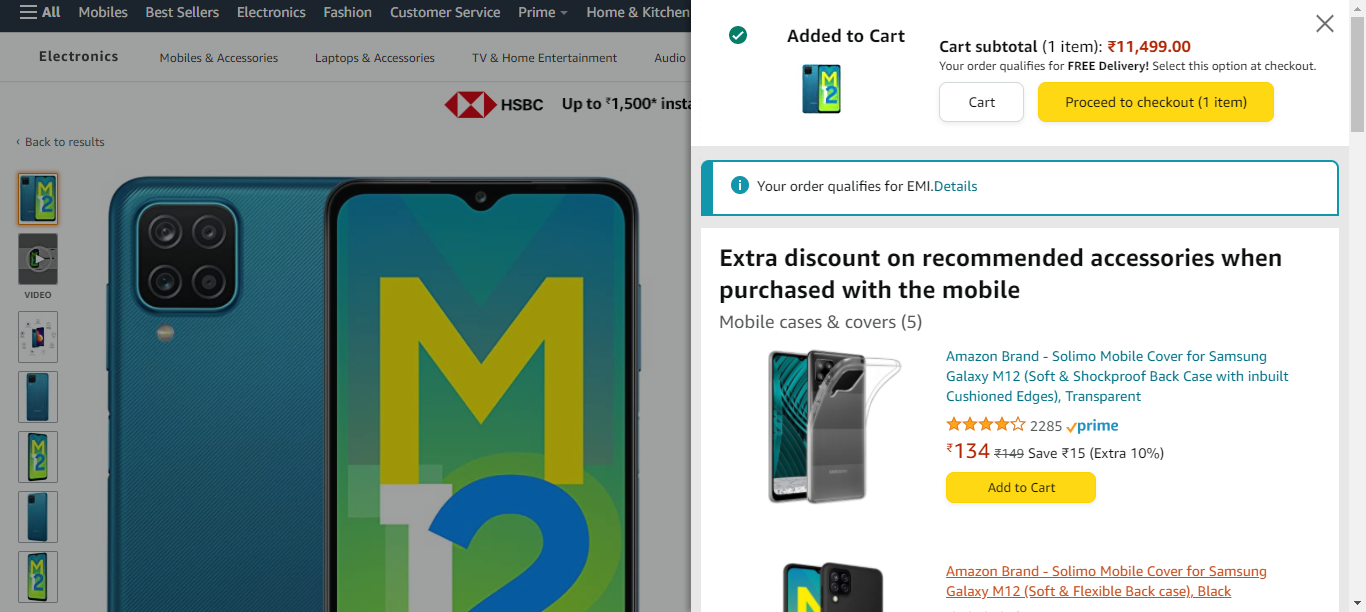 All Mobiles Best Sellers Electronics Fashion Customer Service Prime Home & Kitchen
Electronics Mobiles & Accessories Laptops & Accessories TV & Home Entertainment Audio
HSBC Up to ₹1,500* insta
‹ Back to results
VIDEO
M
12
Added to Cart
Cart subtotal (1 item): ₹11,499.00
Your order qualifies for FREE Delivery! Select this option at checkout.
Cart
Proceed to checkout (1 item)
M
12
Your order qualifies for EMI.Details
Extra discount on recommended accessories when
purchased with the mobile
Mobile cases & covers (5)
Amazon Brand - Solimo Mobile Cover for Samsung
Galaxy M12 (Soft & Shockproof Back Case with inbuilt
Cushioned Edges), Transparent
2285 prime
₹134 ₹149 Save ₹15 (Extra 10%)
Add to Cart
SAMSUNG
Amazon Brand - Solimo Mobile Cover for Samsung
Galaxy M12 (Soft & Flexible Back case), Black